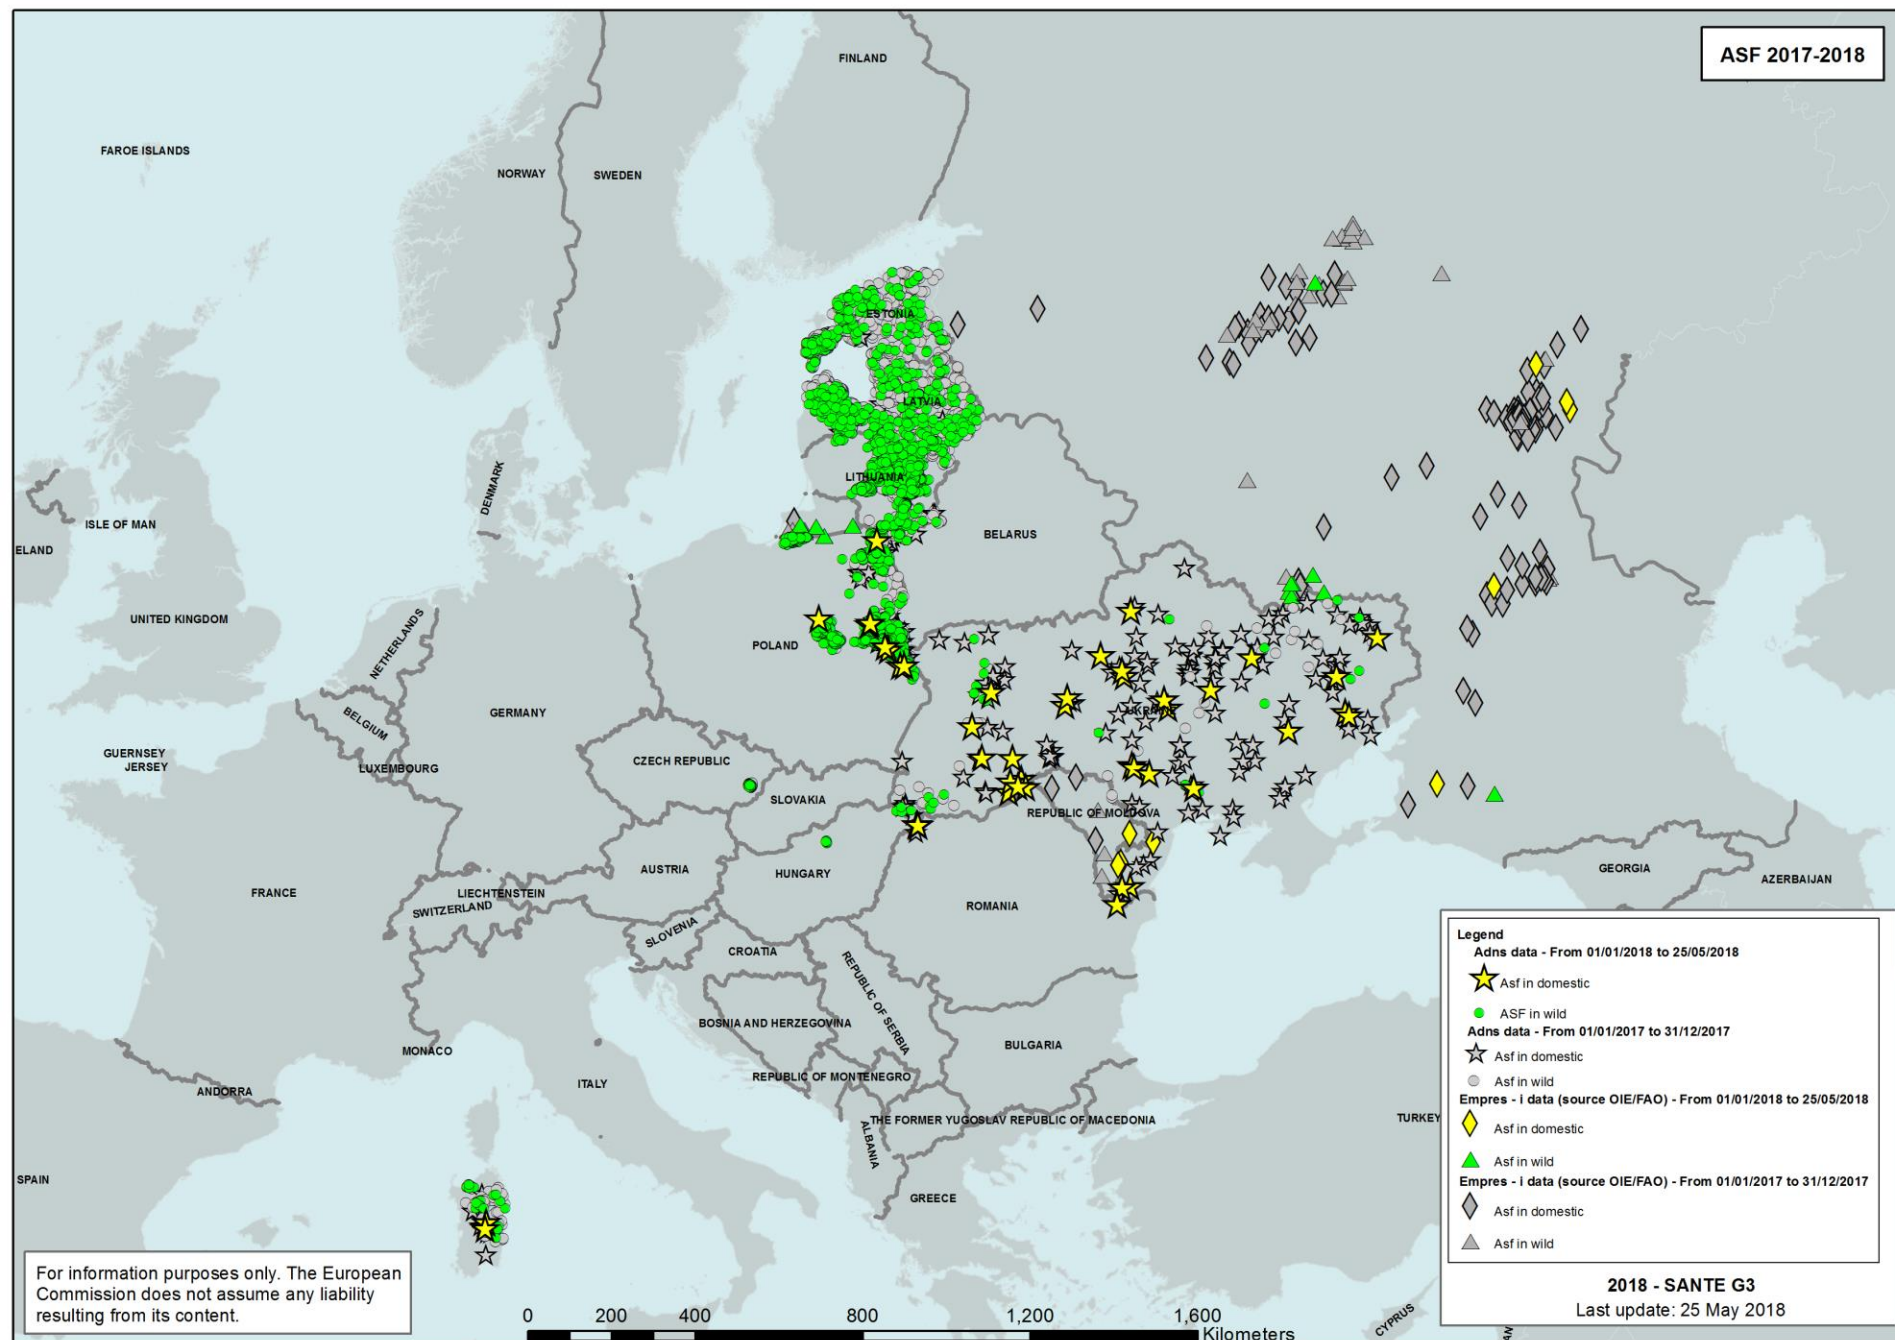 ASF 2017-2018
FINLAND
FAROE ISLANDS
NORWAY
SWEDEN
ESTONIA
LATVIA
LITHUANIA
DENMARK
ISLE OF MAN
ELAND
BELARUS
UNITED KINGDOM
NETHERLANDS
POLAND
GERMANY
BELGIUM
UKRAINE
GUERNSEY
JERSEY
LUXEMBOURG
CZECH REPUBLIC
SLOVAKIA
REPUBLIC OF MOLDOVA
AUSTRIA
HUNGARY
FRANCE
LIECHTENSTEIN
SWITZERLAND
ROMANIA
GEORGIA
AZERBAIJAN
SLOVENIA
CROATIA
REPUBLIC OF SERBIA
BOSNIA AND HERZEGOVINA
MONACO
BULGARIA
ANDORRA
ITALY
REPUBLIC OF MONTENEGRO
THE FORMER YUGOSLAV REPUBLIC OF MACEDONIA
ALBANIA
TURKEY
SPAIN
GREECE
CYPRUS
AN
Legend
Adns data - From 01/01/2018 to 25/05/2018
Asf in domestic
ASF in wild
Adns data - From 01/01/2017 to 31/12/2017
Asf in domestic
Asf in wild
Empres - i data (source OIE/FAO) - From 01/01/2018 to 25/05/2018
Asf in domestic
Asf in wild
Empres - i data (source OIE/FAO) - From 01/01/2017 to 31/12/2017
Asf in domestic
Asf in wild
2018 - SANTE G3
Last update: 25 May 2018
For information purposes only. The European
Commission does not assume any liability
resulting from its content.
0 200 400 800 1,200 1,600
Kilometers